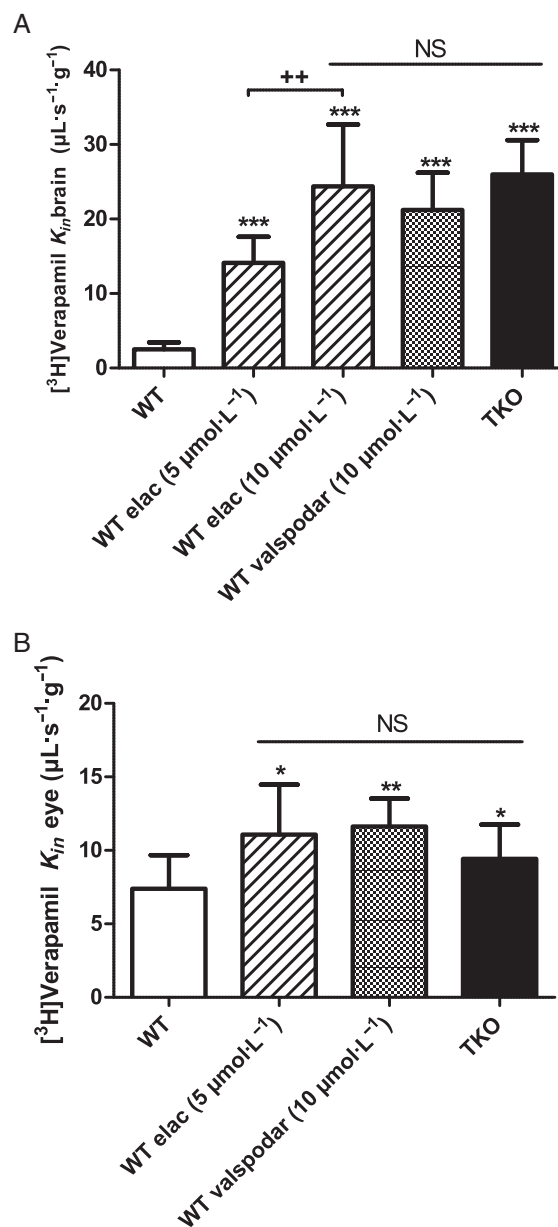 A
NS
++
***
***
***
***
[³H]Verapamil Kinbrain (µL·s⁻¹·g⁻¹)
40
30
20
10
0
WT
WT elac (5 µmol·L⁻¹)
WT elac (10 µmol·L⁻¹)
WT valspodar (10 µmol·L⁻¹)
TKO
B
NS
*
**
*
[³H]Verapamil Kin eye (µL·s⁻¹·g⁻¹)
20
15
10
5
0
WT
WT elac (5 µmol·L⁻¹)
WT valspodar (10 µmol·L⁻¹)
TKO